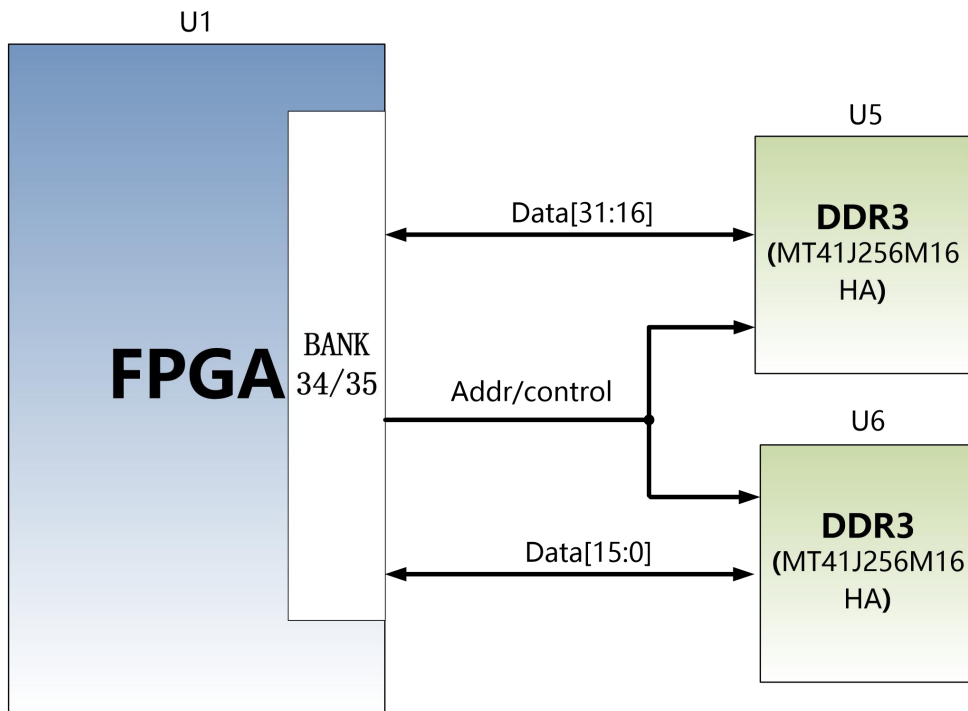 U1
FPGA
BANK
34/35
Data[31:16]
Addr/control
Data[15:0]
U5
DDR3
(MT41J256M16
HA)
U6
DDR3
(MT41J256M16
HA)